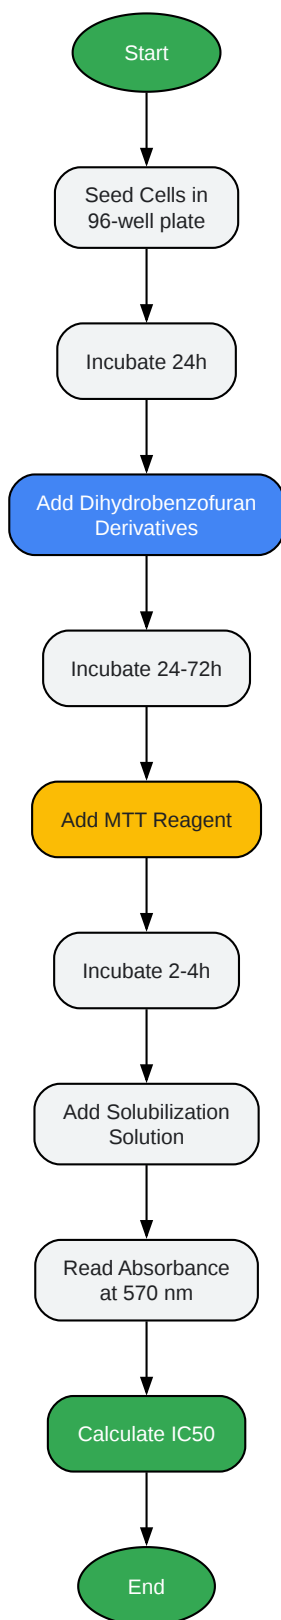 Start
Seed Cells in
96-well plate
Incubate 24h
Add Dihydrobenzofuran
Derivatives
Incubate 24-72h
Add MTT Reagent
Incubate 2-4h
Add Solubilization
Solution
Read Absorbance
at 570 nm
Calculate IC50
End